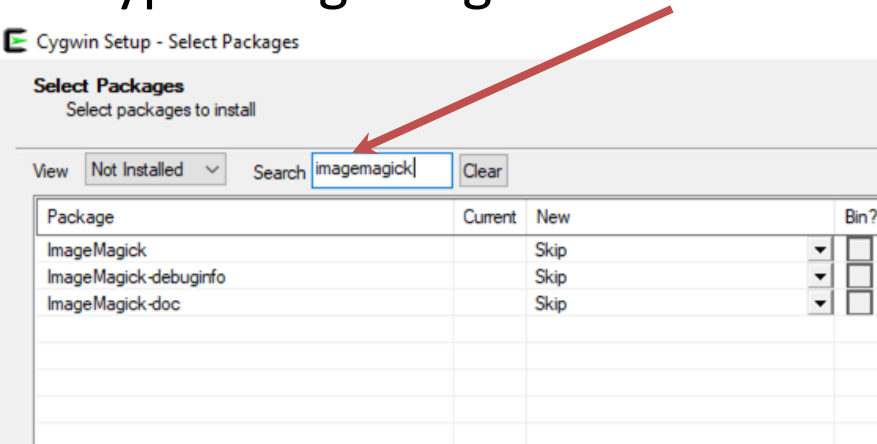 Cygwin Setup - Select Packages
Select Packages
Select packages to install
View Not Installed Search imagemagick Clear
Package Current New Bin?
ImageMagick Skip
ImageMagick-debuginfo Skip
ImageMagick-doc Skip